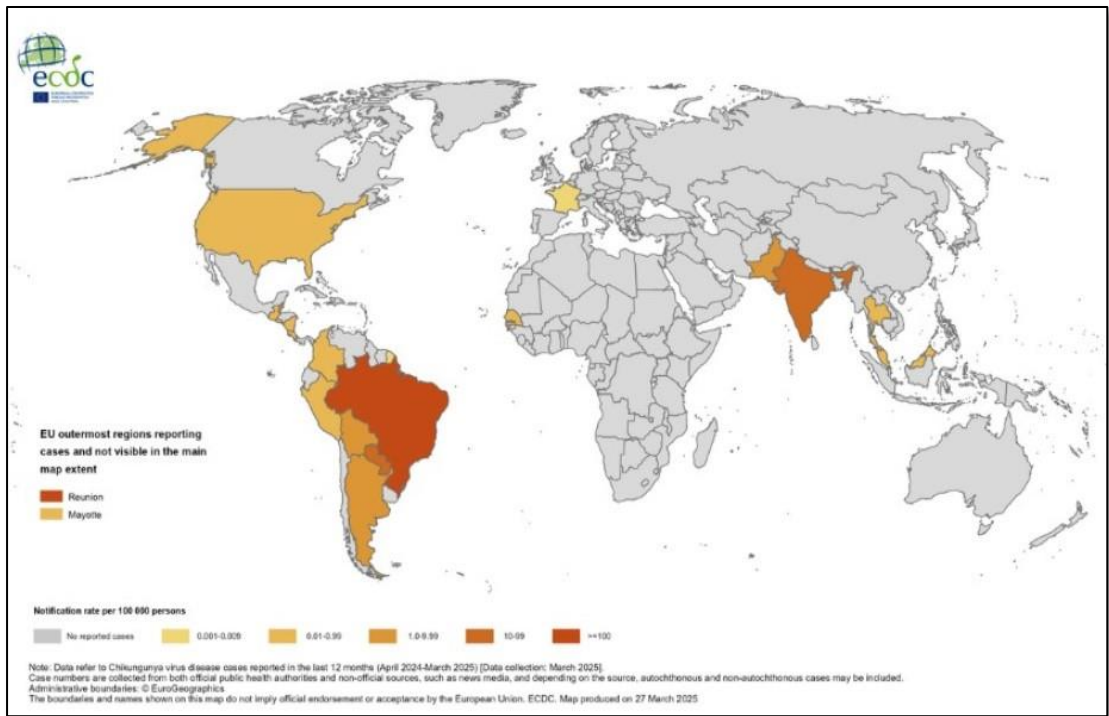 ecdc
EU outermost regions reporting
cases and not visible in the main
map extent
Reunion
Mayotte
Notification rate per 100 000 persons
No reported cases
0.001-0.009
0.01-0.99
1.0-9.99
10-99
>=100
Note: Data refer to Chikungunya virus disease cases reported in the last 12 months (April 2024-March 2025) [Data collection: March 2025].
Case numbers are collected from both official public health authorities and non-official sources, such as news media, and depending on the source, autochthonous and non-autochthonous cases may be included.
Administrative boundaries: © EuroGeographics
The boundaries and names shown on this map do not imply official endorsement or acceptance by the European Union. ECDC. Map produced on 27 March 2025